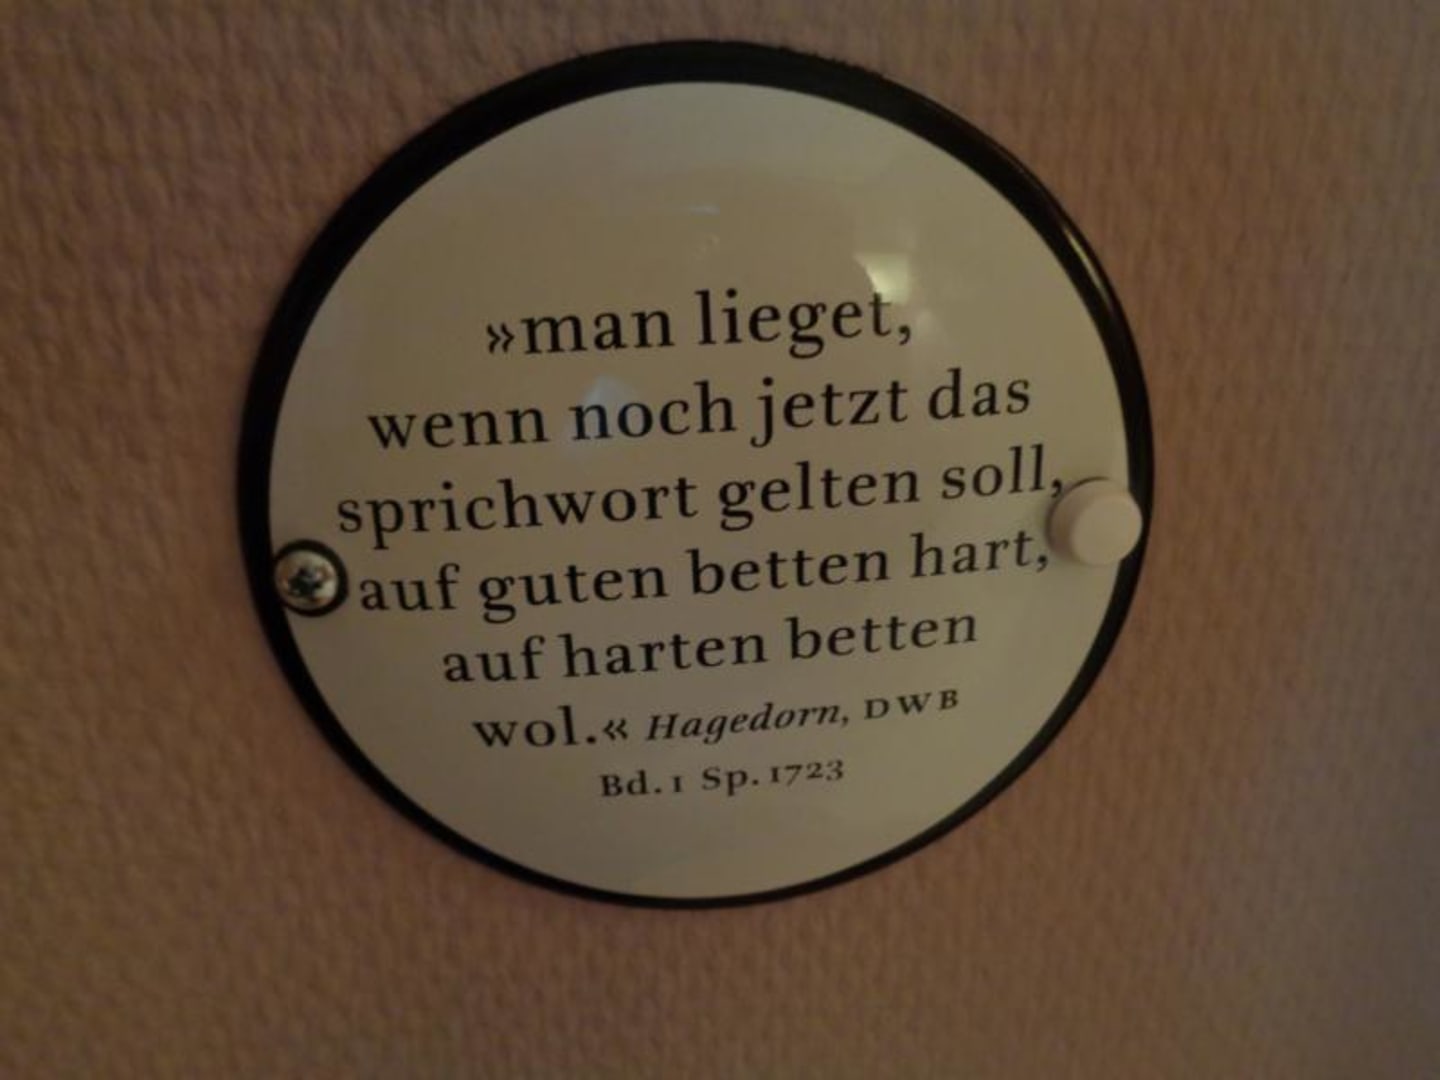 »man lieget,
wenn noch jetzt das
sprichwort gelten soll,
auf guten betten hart,
auf harten betten
wol.« Hagedorn, DWB
Bd. 1 Sp. 1723